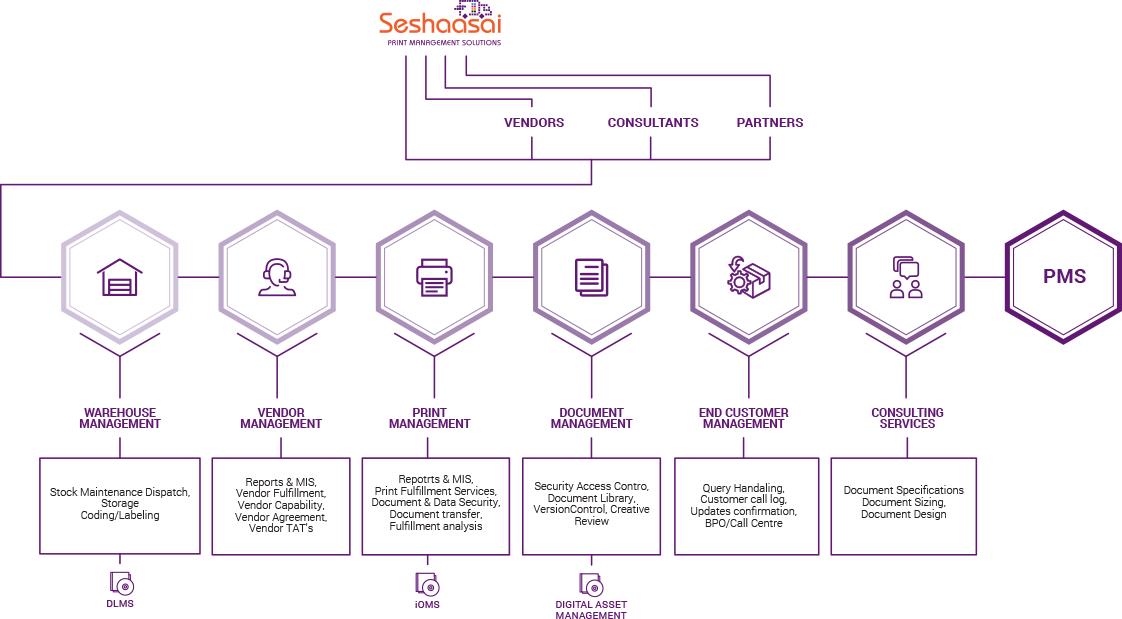 Seshaasai
PRINT MANAGEMENT SOLUTIONS
VENDORS
CONSULTANTS
PARTNERS
PMS
WAREHOUSE
MANAGEMENT
Stock Maintenance Dispatch,
Storage
Coding/Labeling
DLMS
VENDOR
MANAGEMENT
Reports & MIS,
Vendor Fulfillment,
Vendor Capability,
Vendor Agreement,
Vendor TAT's
PRINT
MANAGEMENT
Repotrts & MIS,
Print Fulfillment Services,
Document & Data Security,
Document transfer,
Fulfillment analysis
iOMS
DOCUMENT
MANAGEMENT
Security Access Contro,
Document Library,
VersionControl, Creative
Review
DIGITAL ASSET
MANAGEMENT
END CUSTOMER
MANAGEMENT
Query Handaling,
Customer call log,
Updates confirmation,
BPO/Call Centre
CONSULTING
SERVICES
Document Specifications
Document Sizing,
Document Design